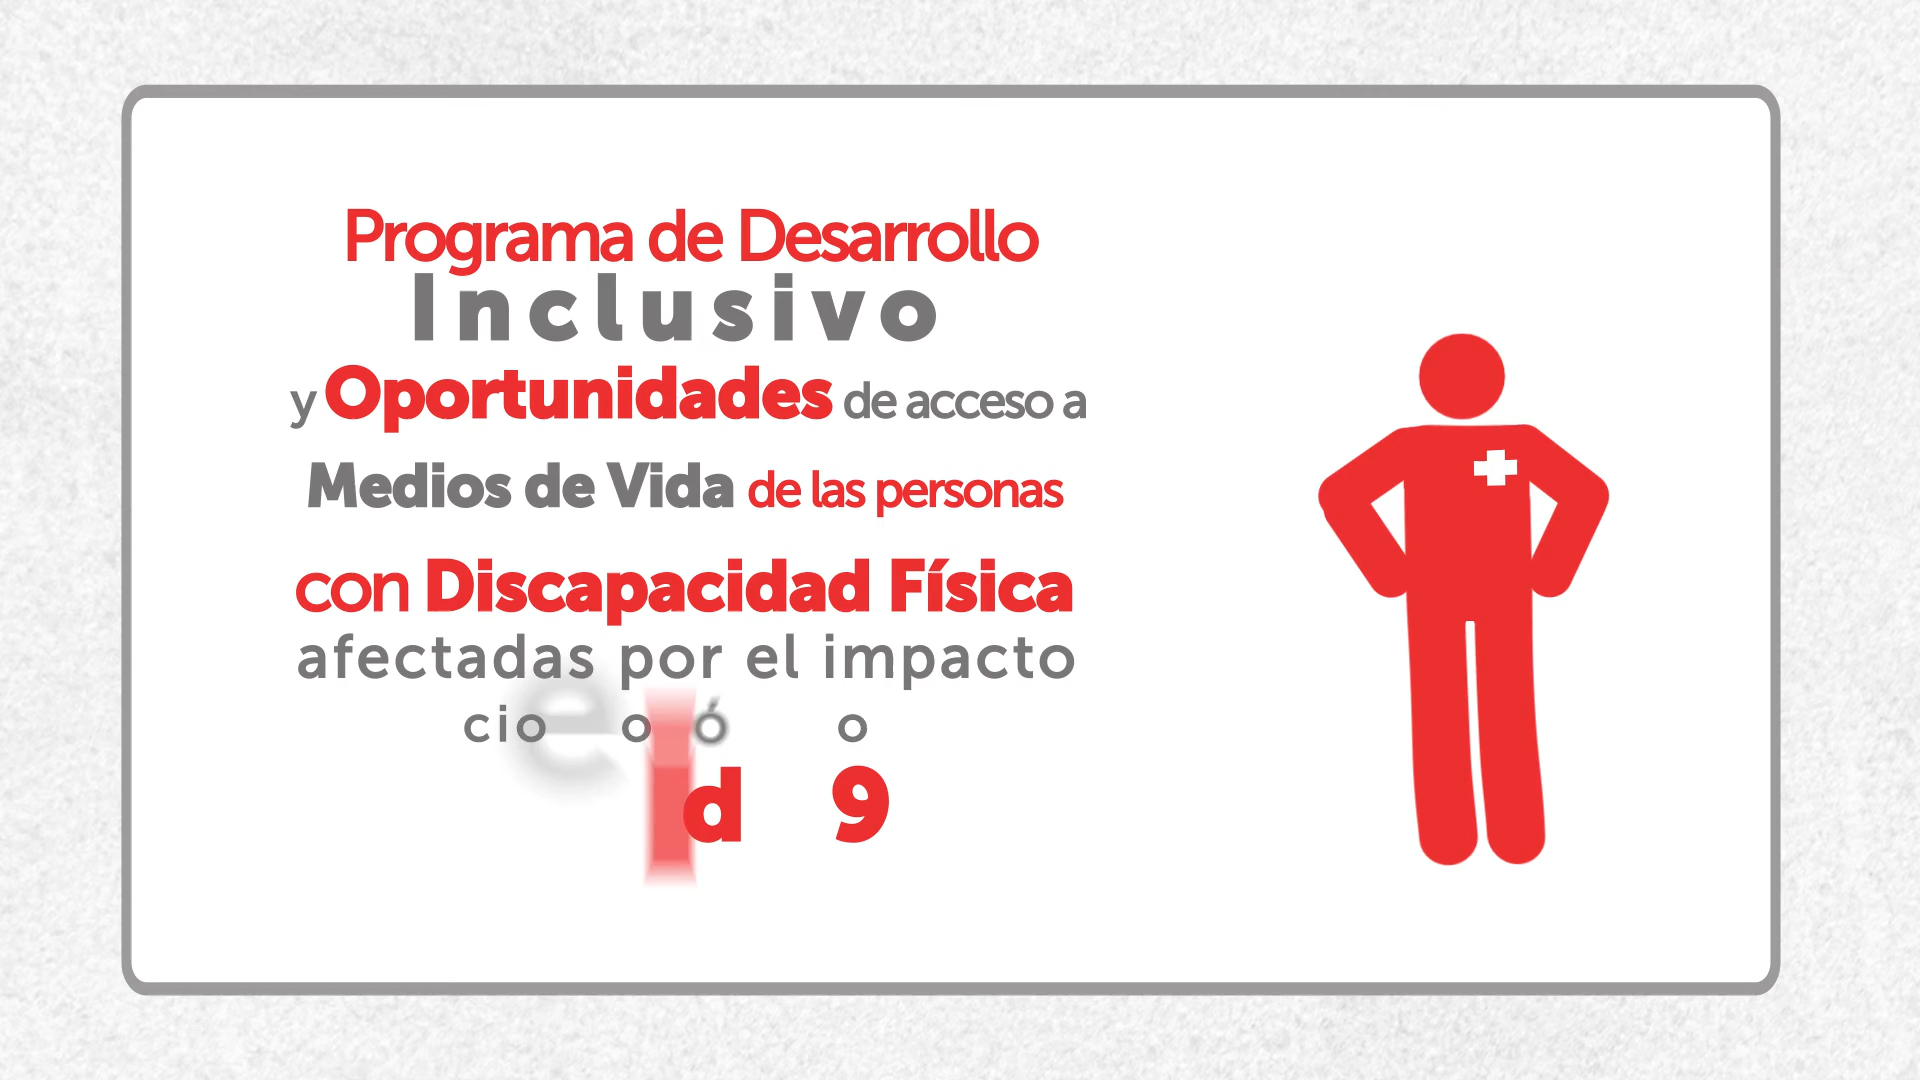 Programa de Desarrollo
Inclusivo
y Oportunidades de acceso a
Medios de Vida de las personas
con Discapacidad Física
afectadas por el impacto